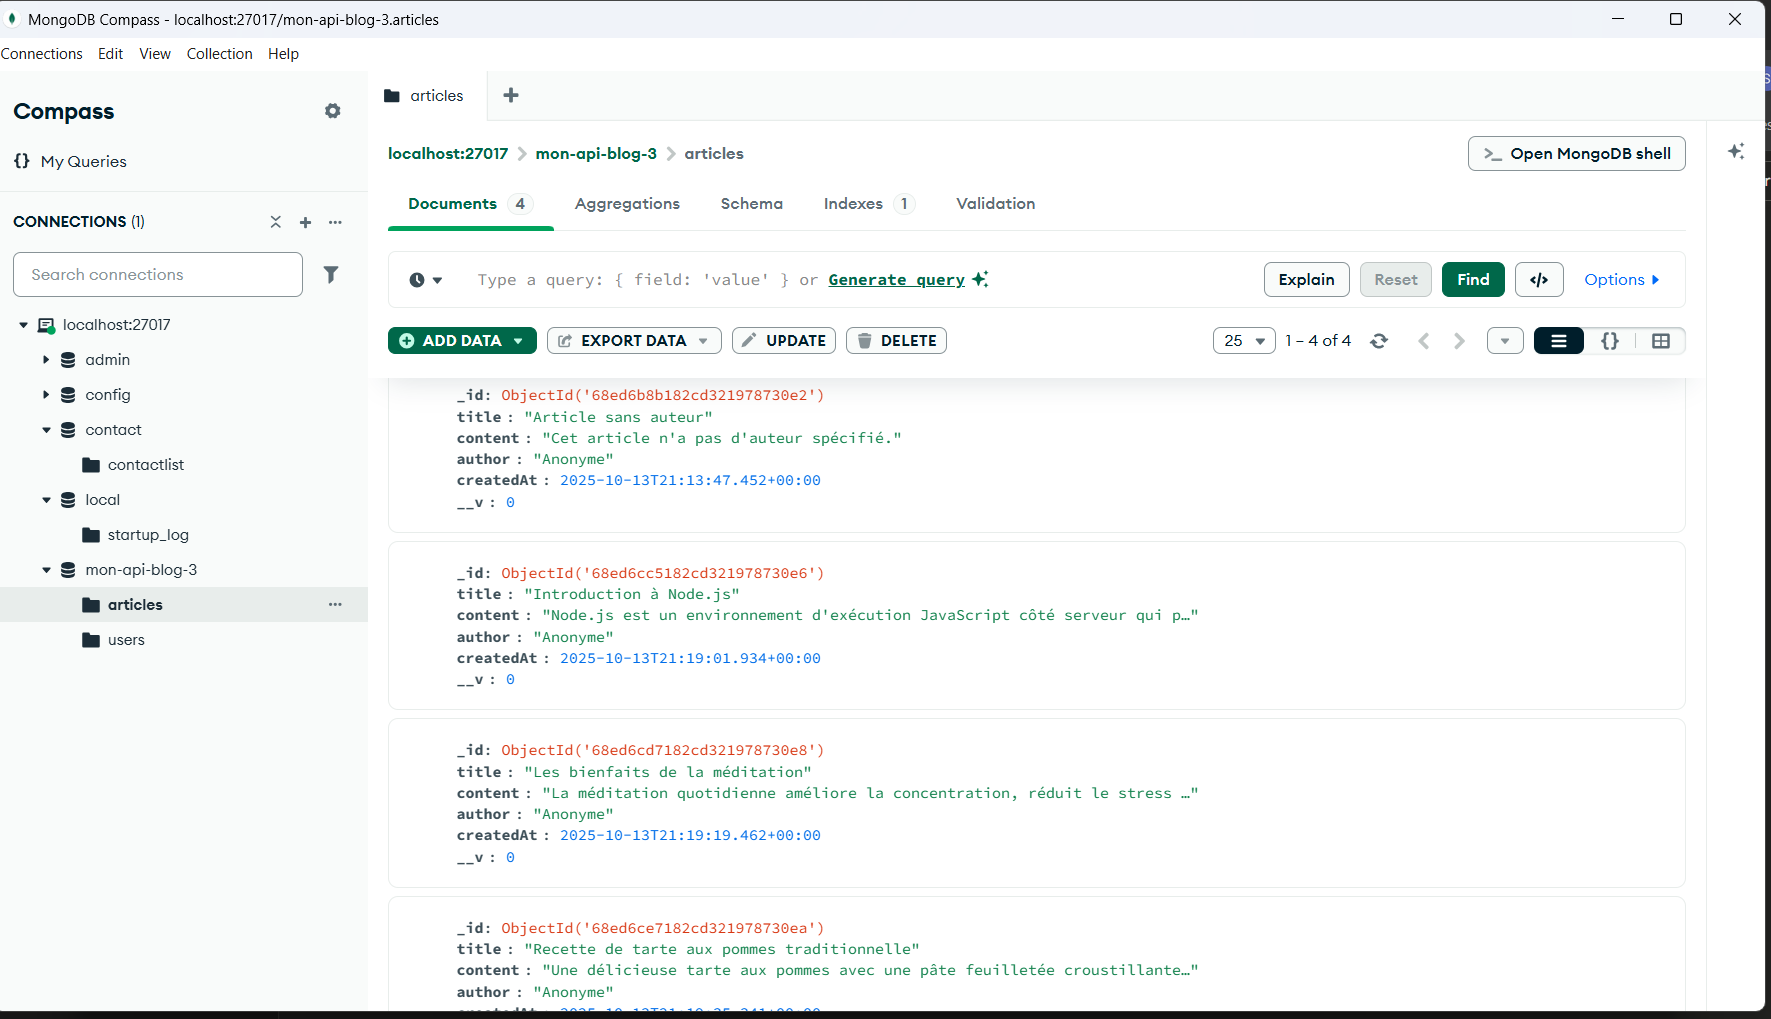 MongoDB Compass - localhost:27017/mon-api-blog-3.articles
Connections Edit View Collection Help
Compass
articles
My Queries
localhost:27017 mon-api-blog-3 articles
Open MongoDB shell
Documents 4 Aggregations Schema Indexes 1 Validation
CONNECTIONS (1)
Search connections
Type a query: { field: 'value' } or Generate query
Explain Reset Find </> Options
ADD DATA EXPORT DATA UPDATE DELETE 25 1 – 4 of 4 {}
localhost:27017
admin
config
contact
contactlist
local
startup_log
mon-api-blog-3
articles
users
_id: ObjectId('68ed6b8b182cd321978730e2')
title : "Article sans auteur"
content : "Cet article n'a pas d'auteur spécifié."
author : "Anonyme"
createdAt : 2025-10-13T21:13:47.452+00:00
__v : 0
_id: ObjectId('68ed6cc5182cd321978730e6')
title : "Introduction à Node.js"
content : "Node.js est un environnement d'exécution JavaScript côté serveur qui p…"
author : "Anonyme"
createdAt : 2025-10-13T21:19:01.934+00:00
__v : 0
_id: ObjectId('68ed6cd7182cd321978730e8')
title : "Les bienfaits de la méditation"
content : "La méditation quotidienne améliore la concentration, réduit le stress …"
author : "Anonyme"
createdAt : 2025-10-13T21:19:19.462+00:00
__v : 0
_id: ObjectId('68ed6ce7182cd321978730ea')
title : "Recette de tarte aux pommes traditionnelle"
content : "Une délicieuse tarte aux pommes avec une pâte feuilletée croustillante…"
author : "Anonyme"